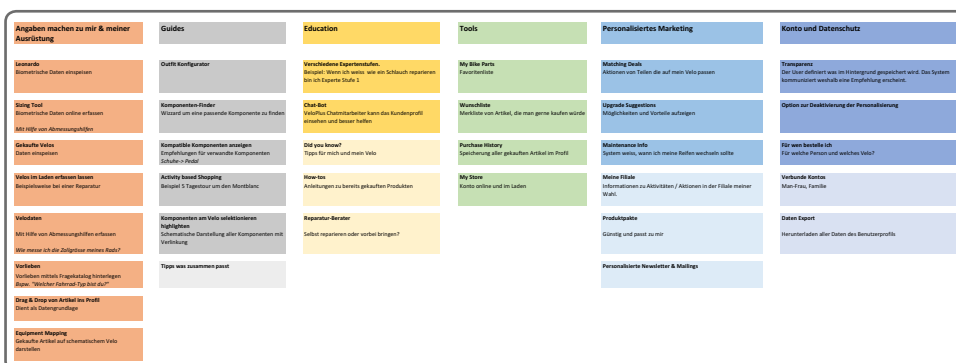 Angaben machen zu mir & meiner
Ausrüstung
Leonardo
Biometrische Daten einspeisen
Sizing Tool
Biometrische Daten online erfassen
Mit Hilfe von Abmessungshilfen
Gekaufte Velos
Daten einspeisen
Velos im Laden erfassen lassen
Beispielsweise bei einer Reparatur
Velodaten
Mit Hilfe von Abmessungshilfen erfassen
Wie messe ich die Zollgrösse meines Rads?
Vorlieben
Vorlieben mittels Fragekatalog hinterlegen
Bspw. "Welcher Fahrrad-Typ bist du?"
Drag & Drop von Artikel ins Profil
Dient als Datengrundlage
Equipment Mapping
Gekaufte Artikel auf schematischem Velo
darstellen
Guides
Outfit Konfigurator
Komponenten-Finder
Wizzard um eine passende Komponente zu finden
Kompatible Komponenten anzeigen
Empfehlungen für verwandte Komponenten
Schuhe-> Pedal
Activity based Shopping
Beispiel 5 Tagestour um den Montblanc
Komponenten am Velo selektionieren
highlighten
Schematische Darstellung aller Komponenten mit
Verlinkung
Tipps was zusammen passt
Education
Verschiedene Expertenstufen.
Beispiel: Wenn ich weiss wie ein Schlauch reparieren
bin ich Experte Stufe 1
Chat-Bot
VeloPlus Chatmitarbeiter kann das Kundenprofil
einsehen und besser helfen
Did you know?
Tipps für mich und mein Velo
How-tos
Anleitungen zu bereits gekauften Produkten
Reparatur-Berater
Selbst reparieren oder vorbei bringen?
Tools
My Bike Parts
Favoritenliste
Wunschliste
Merkliste von Artikel, die man gerne kaufen würde
Purchase History
Speicherung aller gekauften Artikel im Profil
My Store
Konto online und im Laden
Personalisiertes Marketing
Matching Deals
Aktionen von Teilen die auf mein Velo passen
Upgrade Suggestions
Möglichkeiten und Vorteile aufzeigen
Maintenance Info
System weiss, wann ich meine Reifen wechseln sollte
Meine Filiale
Informationen zu Aktivitäten / Aktionen in der Filiale meiner
Wahl.
Produktpakte
Günstig und passt zu mir
Personalisierte Newsletter & Mailings
Konto und Datenschutz
Transparenz
Der User definiert was im Hintergrund gespeichert wird. Das System
kommuniziert weshalb eine Empfehlung erscheint.
Option zur Deaktivierung der Personalisierung
Für wen bestelle ich
Für welche Person und welches Velo?
Verbunde Kontos
Man-Frau, Familie
Daten Export
Herunterladen aller Daten des Benutzerprofils